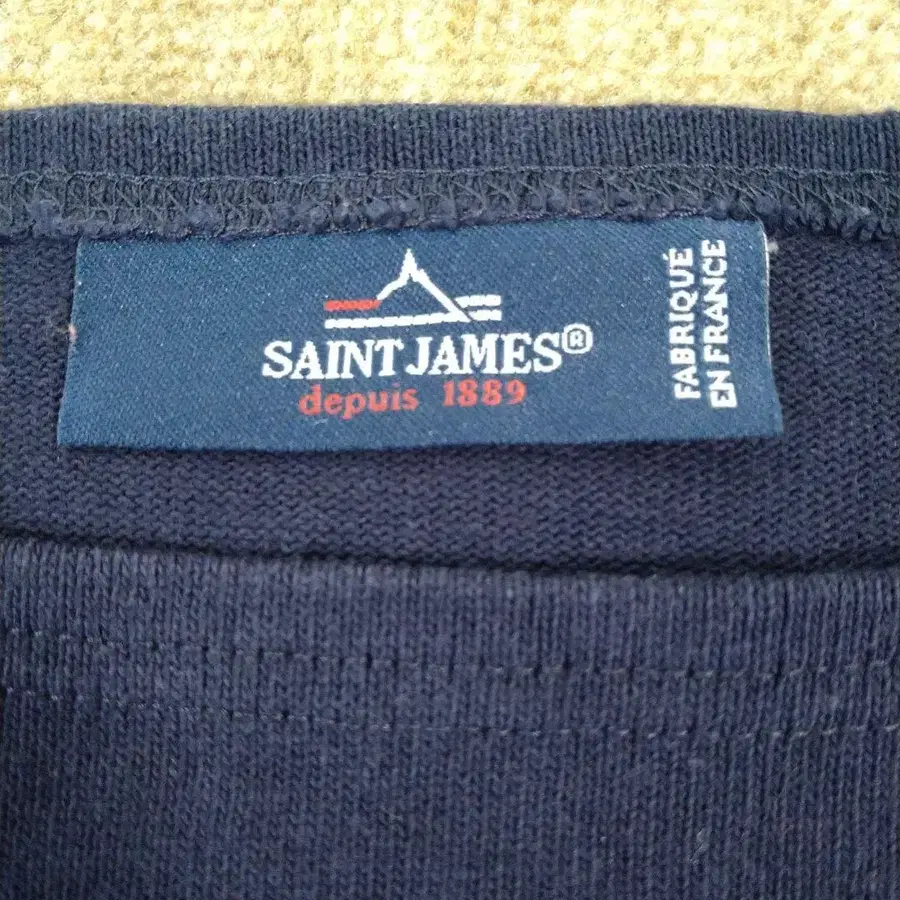 SAINT JAMES®
depuis 1889
FABRIQUÉ
EN FRANCE